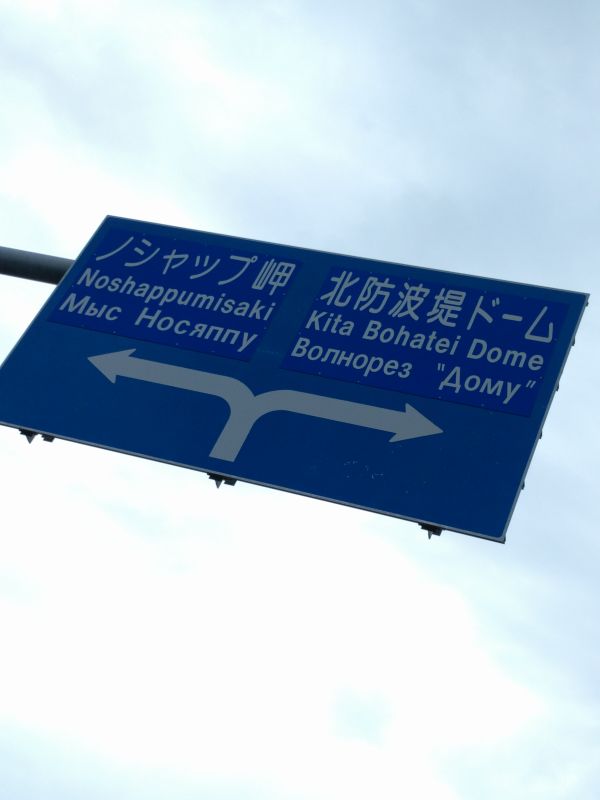 ノシャップ岬
Noshappumisaki
Мыс Носяппу
北防波堤ドーム
Kita Bohatei Dome
Волнорез "Дому"